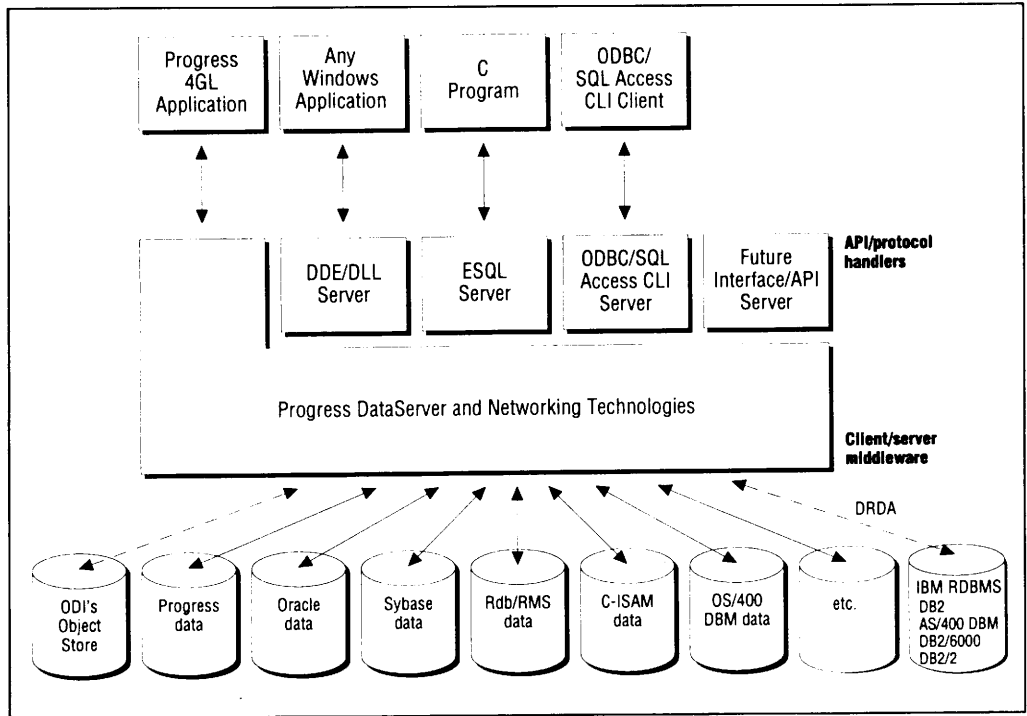 Progress
4GL
Application
Any
Windows
Application
C
Program
ODBC/
SQL Access
CLI Client
DDE/DLL
Server
ESQL
Server
ODBC/SQL
Access CLI
Server
Future
Interface/API
Server
API/protocol
handlers
Progress DataServer and Networking Technologies
Client/server
middleware
DRDA
ODI's
Object
Store
Progress
data
Oracle
data
Sybase
data
Rdb/RMS
data
C-ISAM
data
OS/400
DBM data
etc.
IBM RDBMS
DB2
AS/400 DBM
DB2/6000
DB2/2